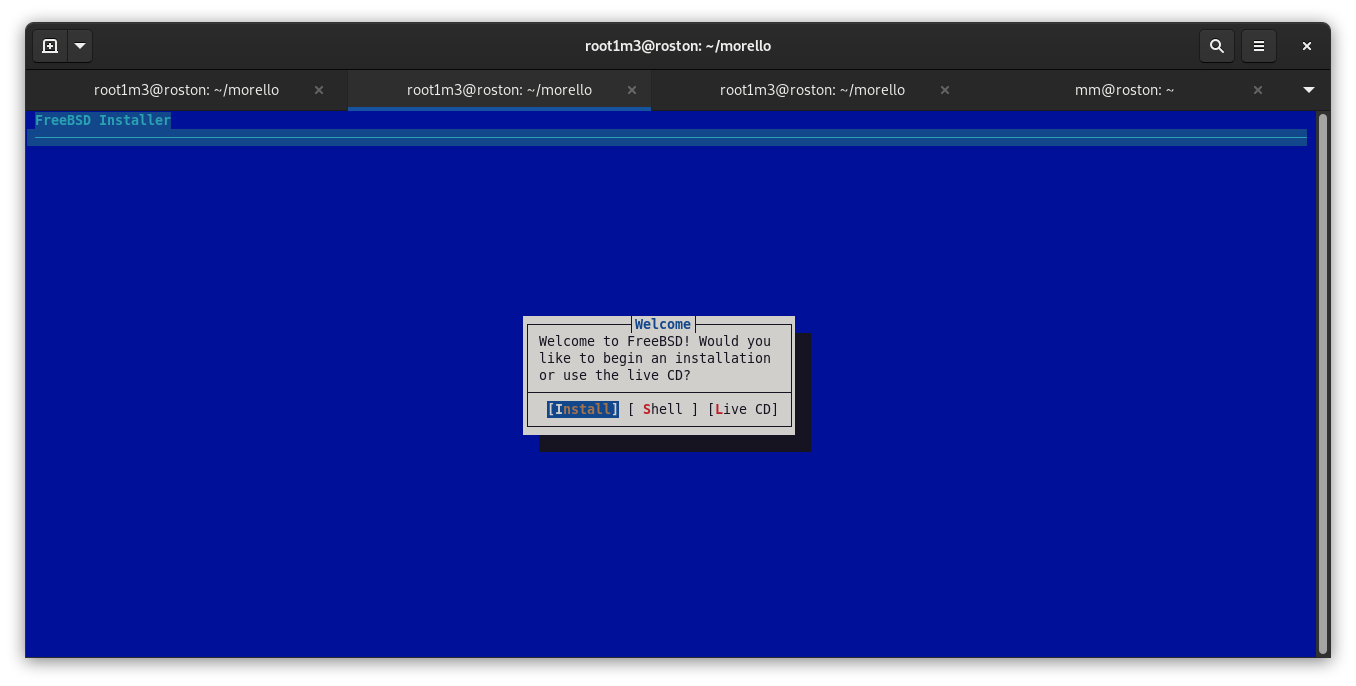 root1m3@roston: ~/morello
root1m3@roston: ~/morello
root1m3@roston: ~/morello
root1m3@roston: ~/morello
mm@roston: ~
FreeBSD Installer
Welcome
Welcome to FreeBSD! Would you
like to begin an installation
or use the live CD?
[Install] [ Shell ] [Live CD]